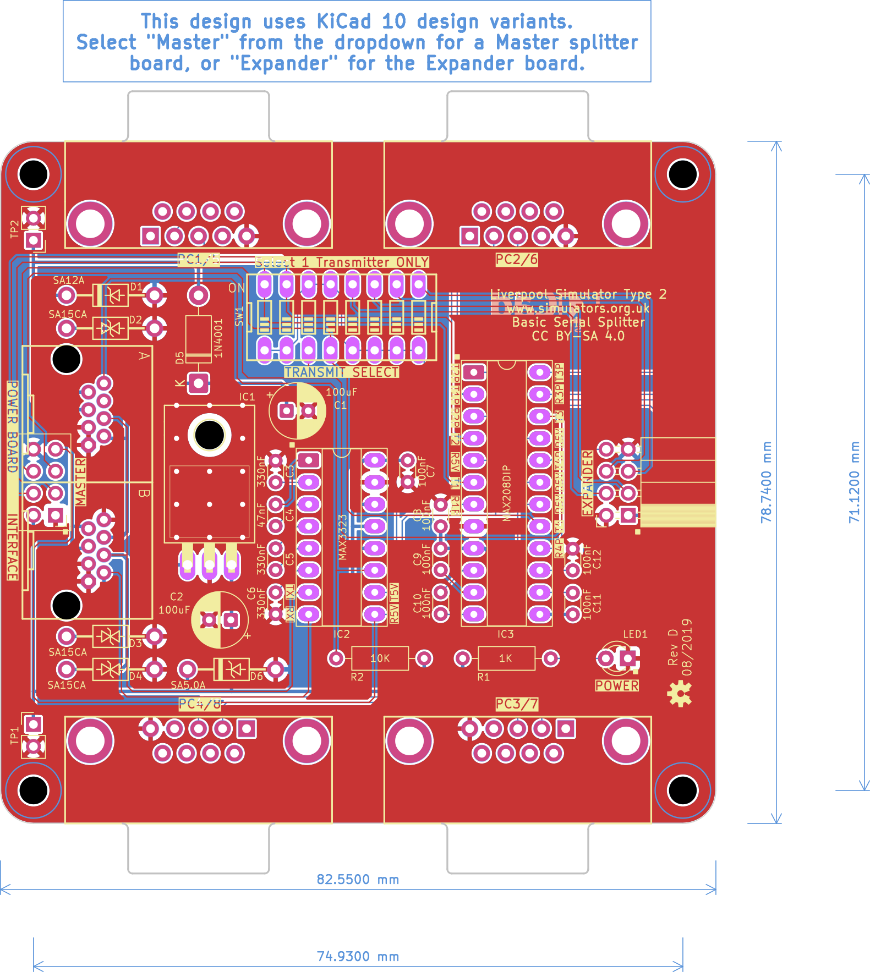 This design uses KiCad 10 design variants.
Select "Master" from the dropdown for a Master splitter
board, or "Expander" for the Expander board.
TP2
PC2/6
Select 1 Transmitter ONLY
SA12A
D1
ON
SW1
SA15CA
D2
Liverpool Simulator Type 2
www.simulators.org.uk
Basic Serial Splitter
CC BY-SA 4.0
D5
1N4001
K
A
TRANSMIT SELECT
POWER BOARD
INTERFACE
IC1
100uF
C1
+
MASTER
B
330nF
C3
47nF
C4
330nF
C5
330nF
C6
MAX3323
100nF
C7
C8
100nF
C9
100nF
C10
100nF
MAX208DIP
EXPANDER
100nF
C12
100nF
C11
C2
100uF
+
IC2
IC3
LED1
Rev D
08/2019
SA15CA
D3
SA15CA
D4
SA5.0A
D6
10K
R2
1K
R1
POWER
TP1
PC4/8
PC3/7
78.7400 mm
71.1200 mm
82.5500 mm
74.9300 mm